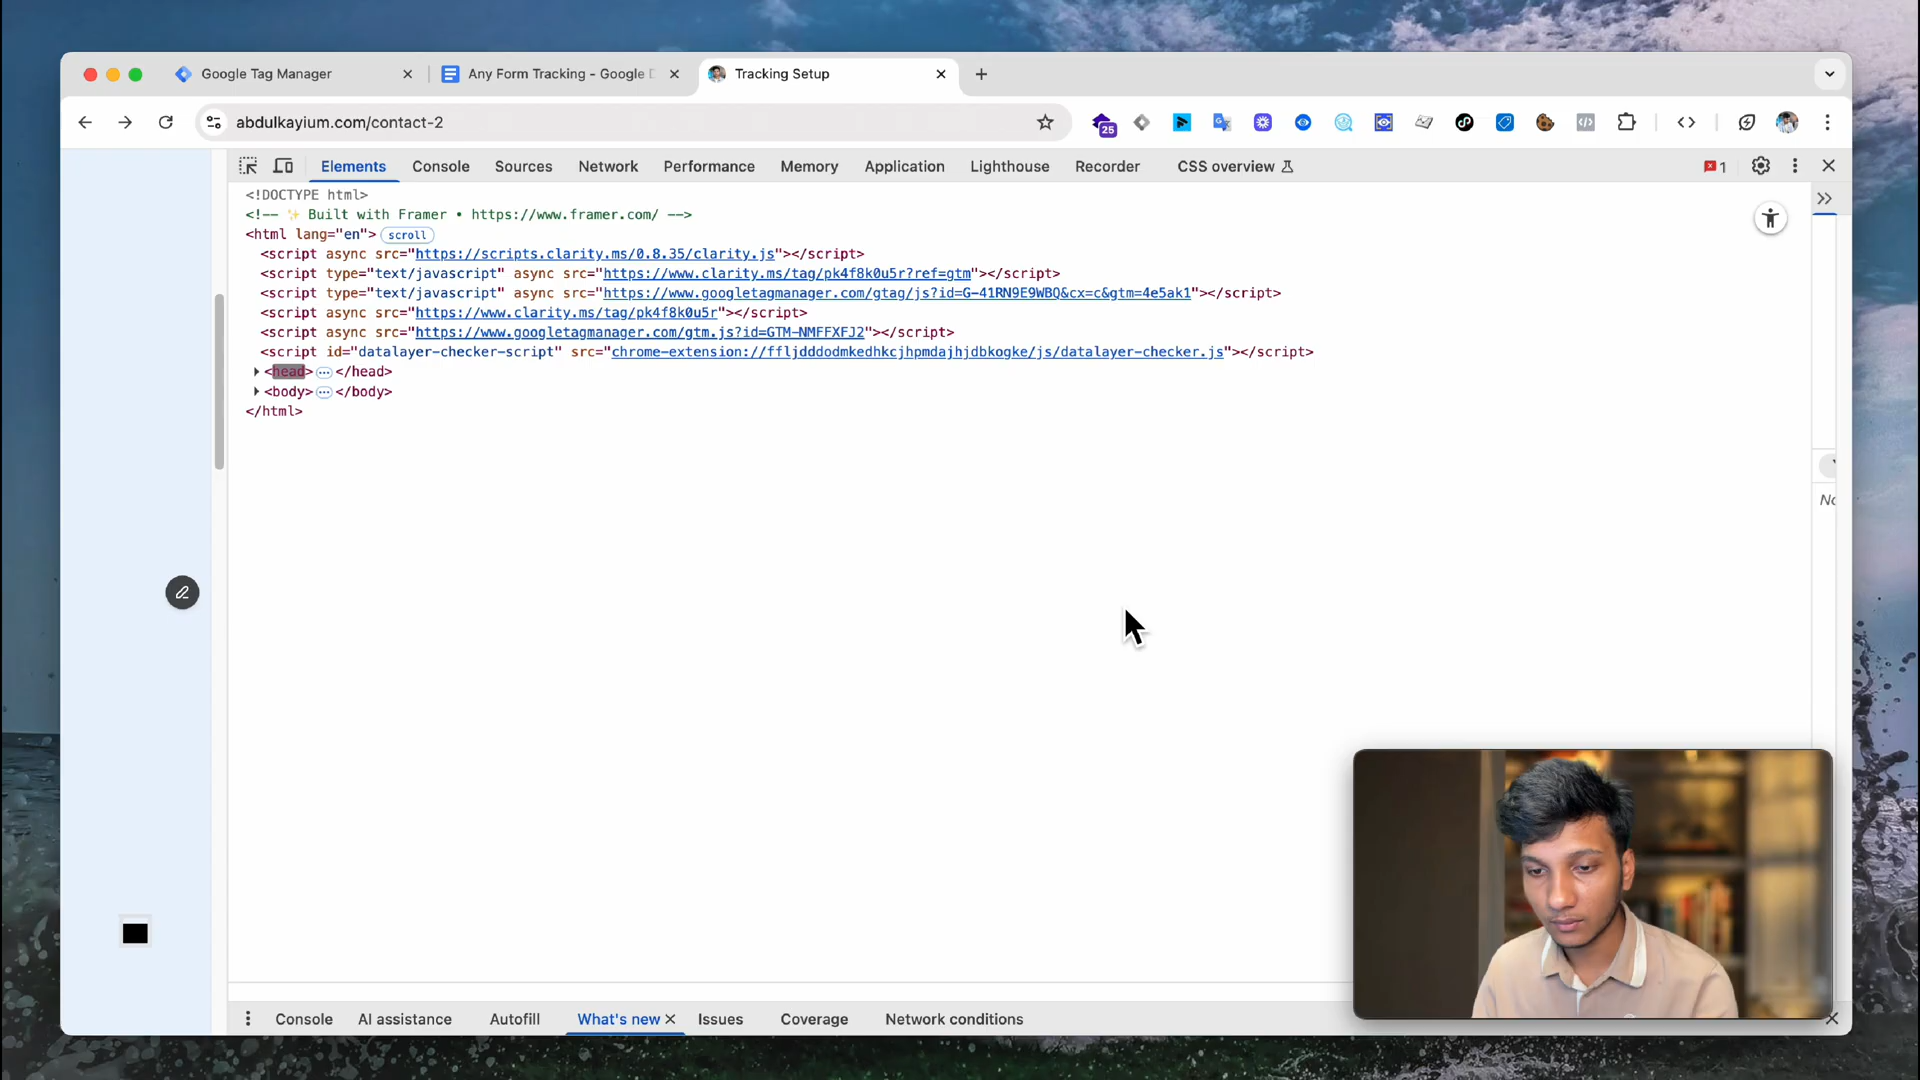 Google Tag Manager
Any Form Tracking - Google D
Tracking Setup
abdulkayium.com/contact-2
25
Elements
Console
Sources
Network
Performance
Memory
Application
Lighthouse
Recorder
CSS overview
1
<!DOCTYPE html>
<!-- ✨ Built with Framer • https://www.framer.com/ -->
<html lang="en"> scroll
<script async src="https://scripts.clarity.ms/0.8.35/clarity.js"></script>
<script type="text/javascript" async src="https://www.clarity.ms/tag/pk4f8k0u5r?ref=gtm"></script>
<script type="text/javascript" async src="https://www.googletagmanager.com/gtag/js?id=G-41RN9E9WBQ&cx=c&gtm=4e5ak1"></script>
<script async src="https://www.clarity.ms/tag/pk4f8k0u5r"></script>
<script async src="https://www.googletagmanager.com/gtm.js?id=GTM-NMFFXFJ2"></script>
<script id="datalayer-checker-script" src="chrome-extension://ffljdddodmkedhkcjhpmdajhjdbkogke/js/datalayer-checker.js"></script>
<head> … </head>
<body> … </body>
</html>
No
Console
AI assistance
Autofill
What's new
Issues
Coverage
Network conditions